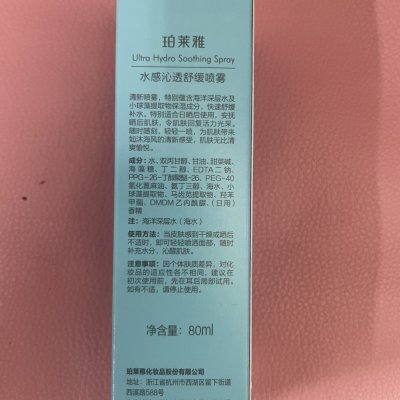 珀莱雅
Ultra Hydro Soothing Spray
水感沁透舒缓喷雾
清新喷雾，特别蕴含海洋深层水及
小球藻提取物保湿成分，快速舒缓
补水。特别适合日晒后使用，安抚
晒后肌肤，令肌肤回复活力光采。
随时随刻，轻轻一喷，为肌肤带来
如沐海风的清新感受，肌肤无比清
爽愉悦。
成分：水、双丙甘醇、甘油、甜菜碱、
海藻糖、丁二醇、EDTA二钠、
PPG-26-丁醇聚醚-26、PEG-40
氢化蓖麻油、氨丁三醇、海水、小
球藻提取物、马齿苋提取物、羟苯
甲酯、DMDM乙内酰脲、（日用）
香精
注：海洋深层水（海水）
使用方法：当皮肤感到干燥或晒后
不适时，即可轻轻喷洒面部，随时
补充水分，沁醒肌肤。
注意事项：因个体肤质差异，对化
妆品的适应性各不相同，建议在
初次使用前，先在耳后局部试用。
如有不适，请停止使用。
净含量：80ml
珀莱雅化妆品股份有限公司
地址：浙江省杭州市西湖区留下街道
西溪路588号